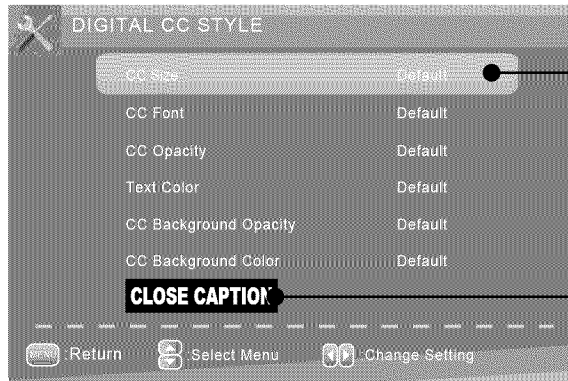 DIGITAL CC STYLE
CC Size Default
CC Font Default
CC Opacity Default
Text Color Default
CC Background Opacity Default
CC Background Color Default
CLOSE CAPTION
MENU :Return :Select Menu :Change Setting